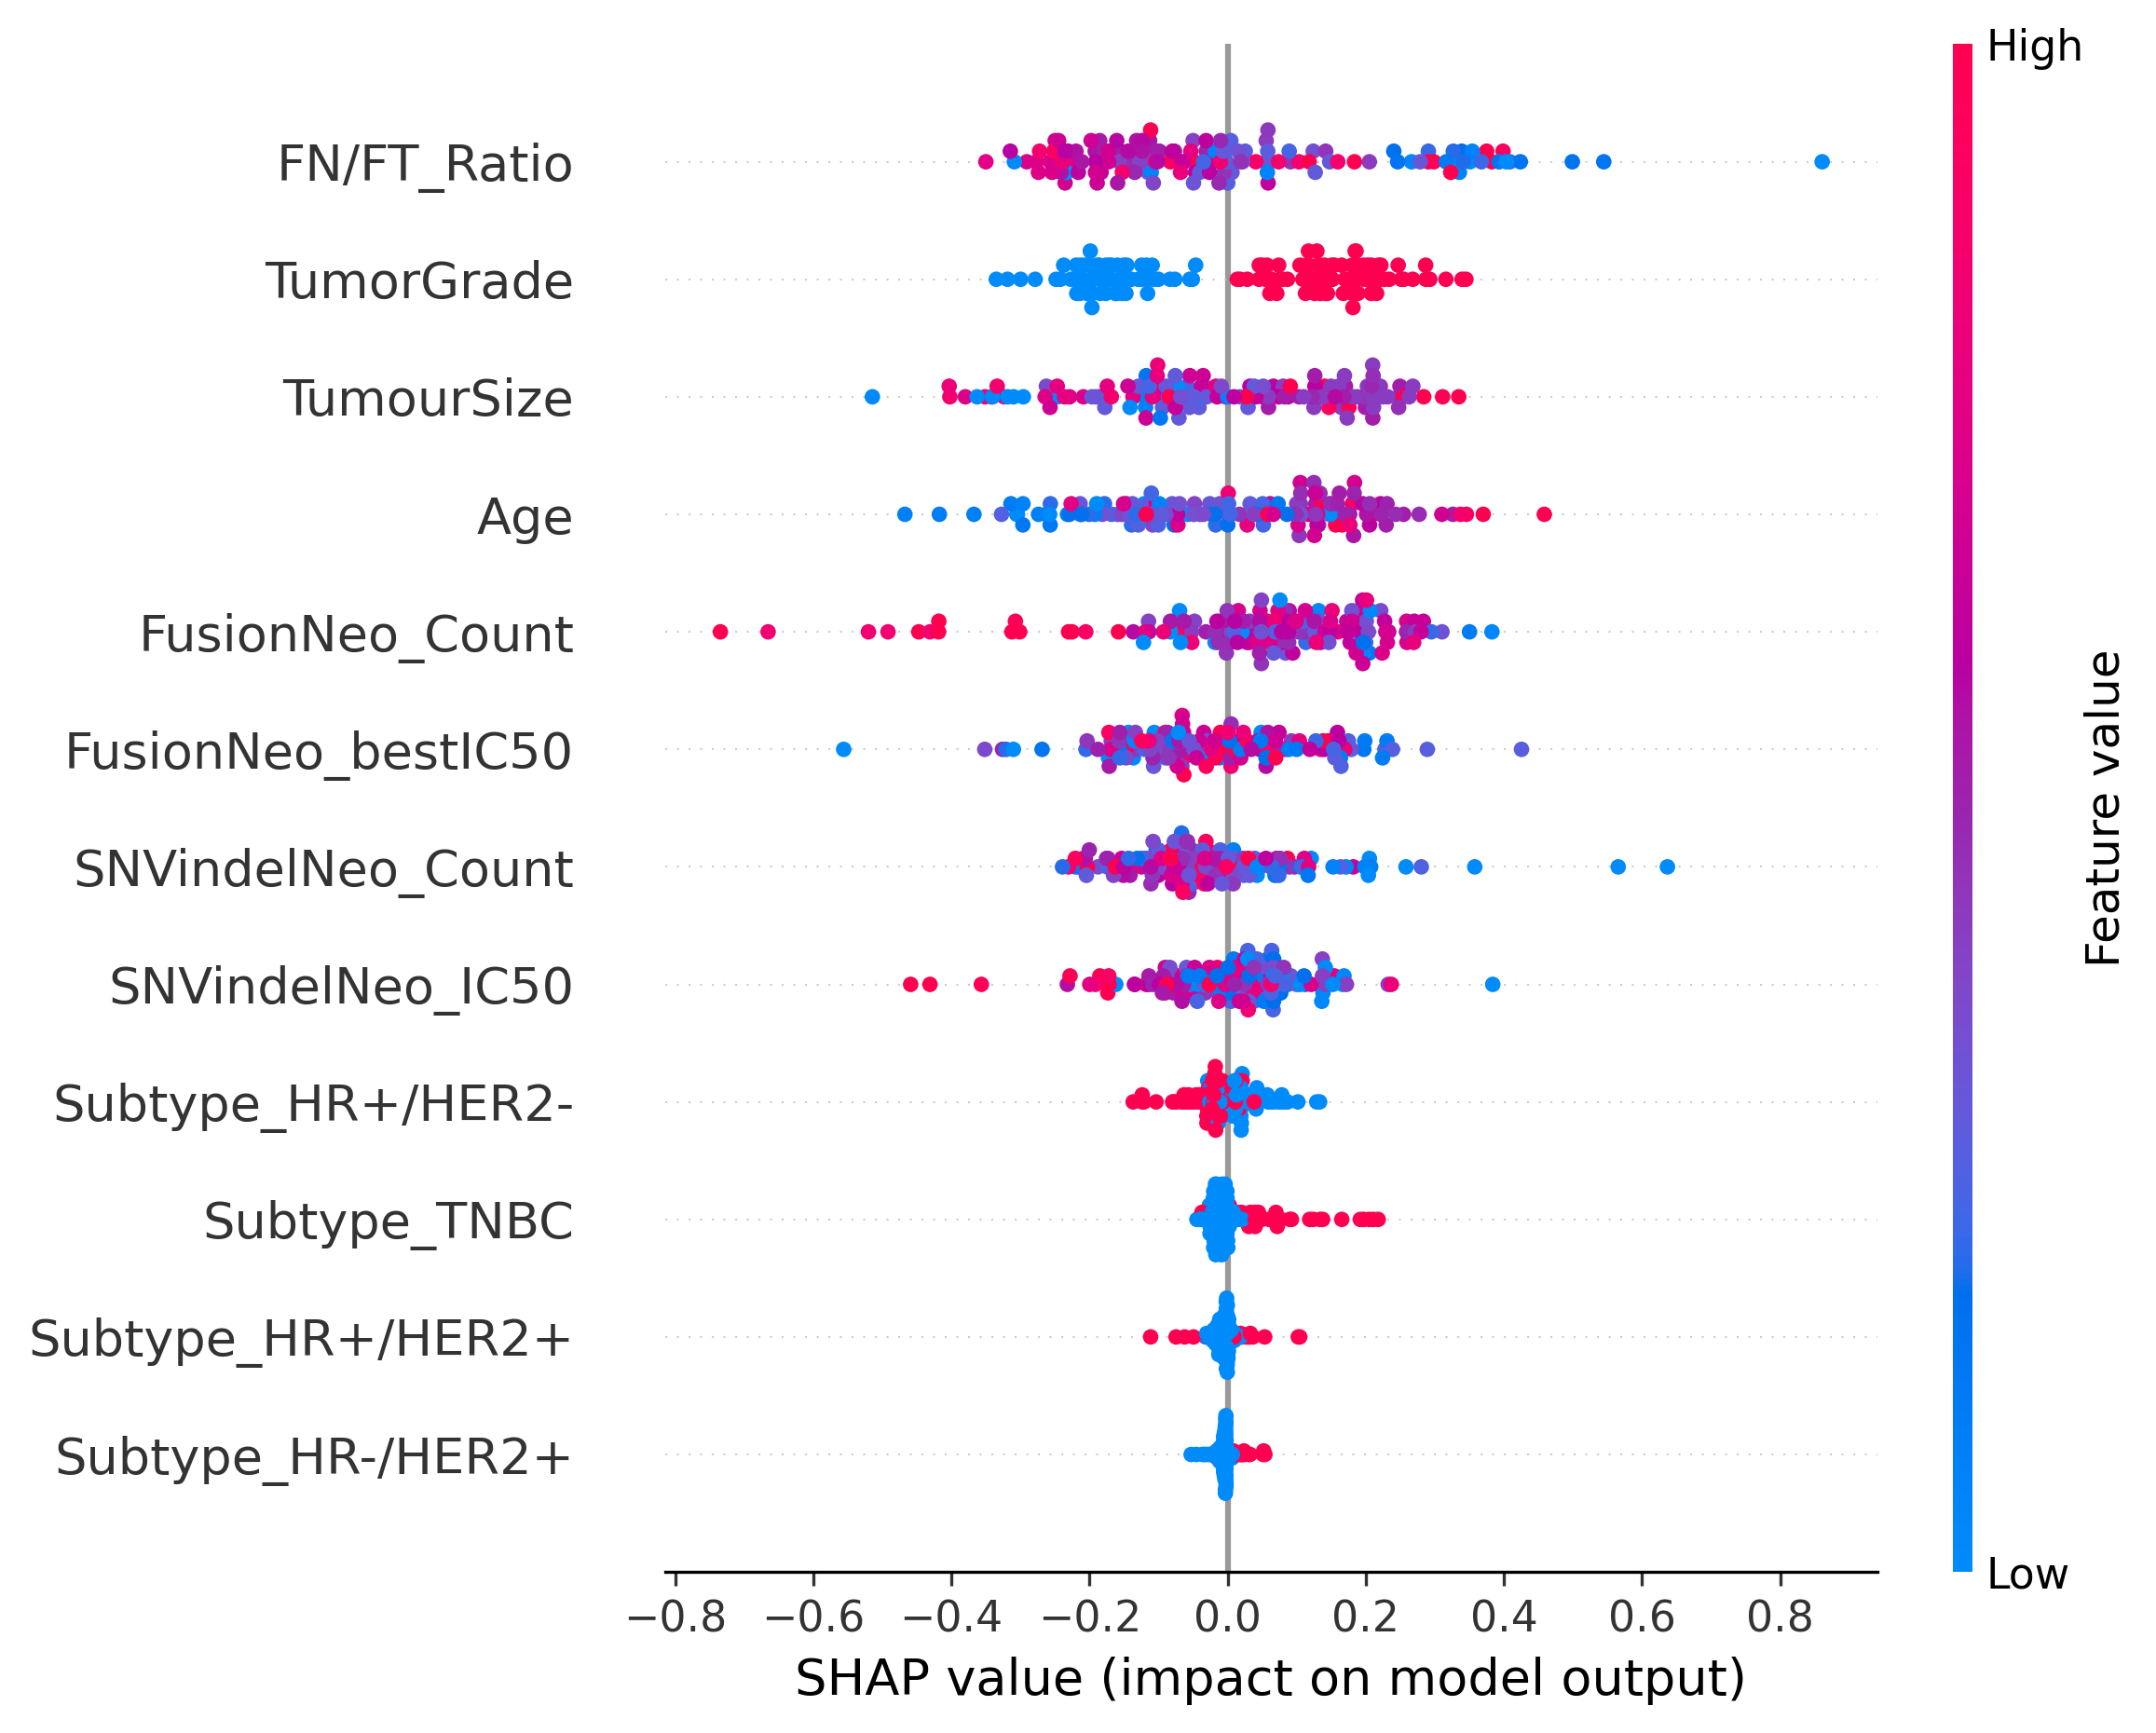 High
FN/FT_Ratio
TumorGrade
TumourSize
Age
FusionNeo_Count
FusionNeo_bestIC50
SNVindelNeo_Count
SNVindelNeo_IC50
Subtype_HR+/HER2-
Subtype_TNBC
Subtype_HR+/HER2+
Subtype_HR-/HER2+
Feature value
Low
−0.8 −0.6 −0.4 −0.2 0.0 0.2 0.4 0.6 0.8
SHAP value (impact on model output)